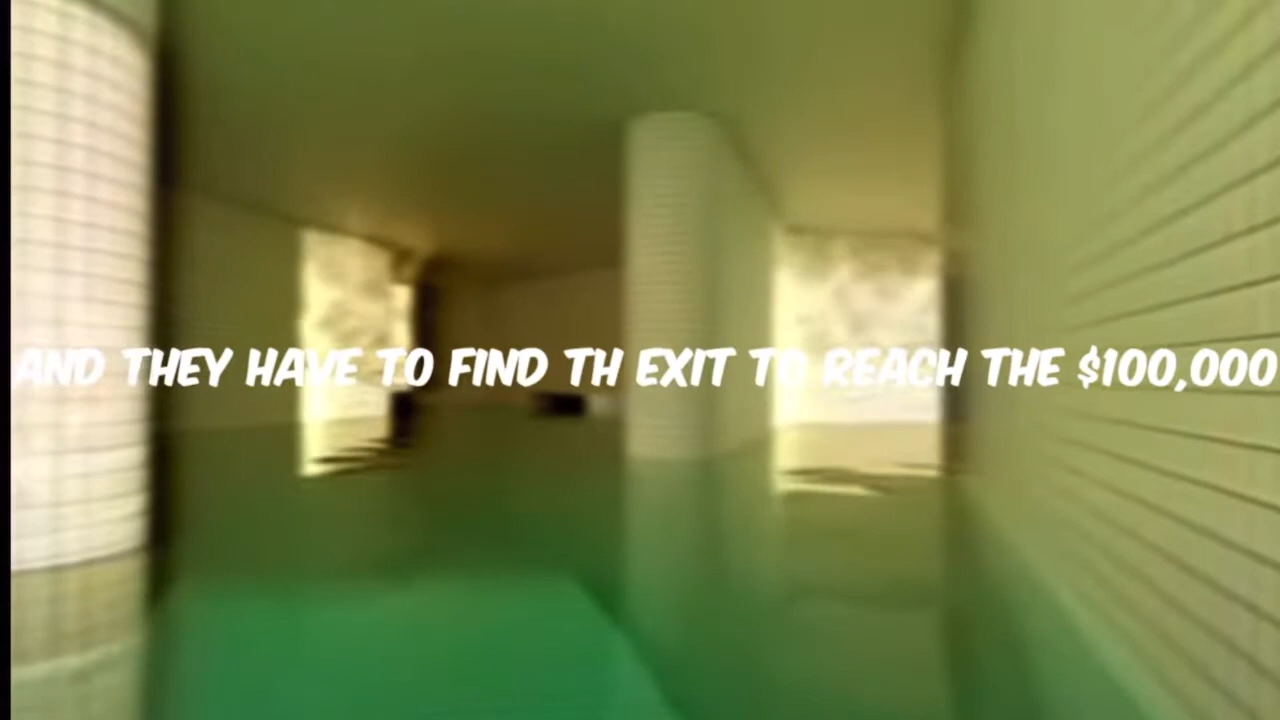 AND THEY HAVE TO FIND TH EXIT TO REACH THE $100,000